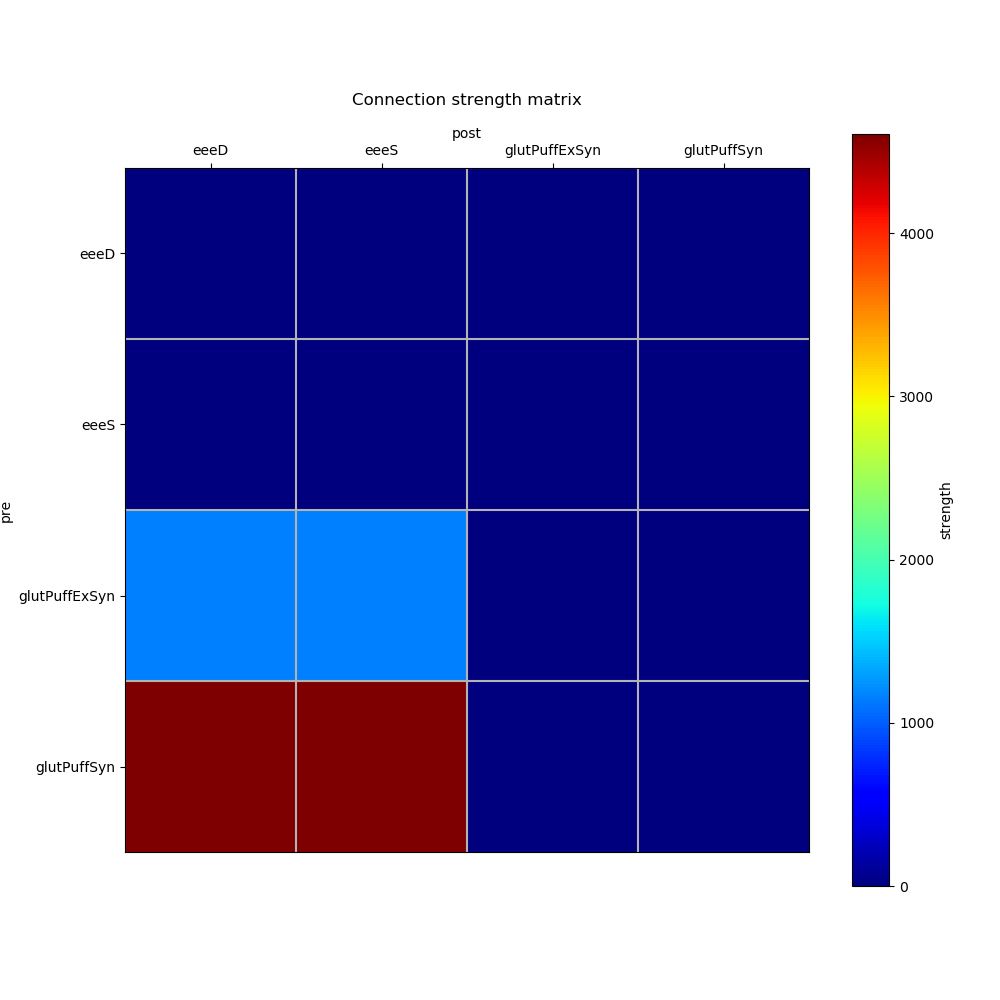 Connection strength matrix
post
eeeD eeeS glutPuffExSyn glutPuffSyn
eeeD
eeeS
glutPuffExSyn
glutPuffSyn
pre
4000
3000
2000
1000
0
strength